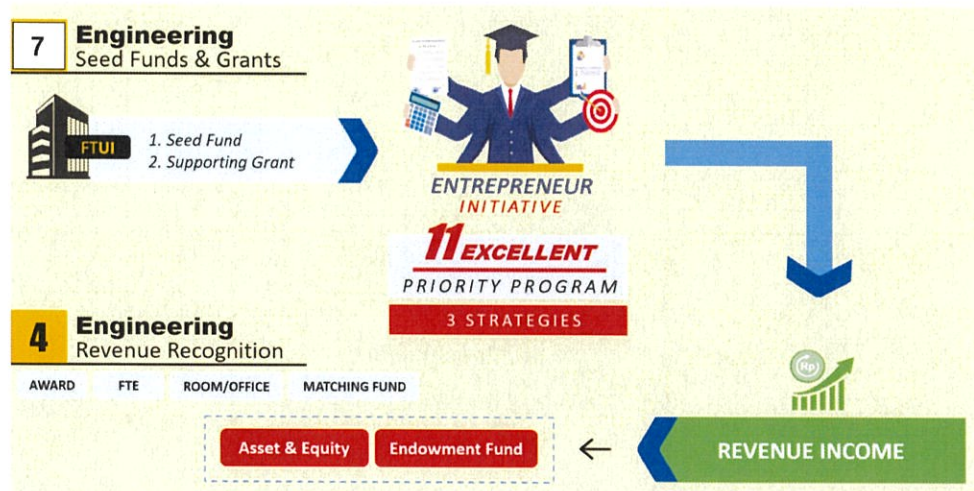 7
Engineering
Seed Funds & Grants
FTUI
1. Seed Fund
2. Supporting Grant
ENTREPRENEUR
INITIATIVE
11 EXCELLENT
PRIORITY PROGRAM
3 STRATEGIES
4
Engineering
Revenue Recognition
AWARD FTE ROOM/OFFICE MATCHING FUND
Rp
Asset & Equity Endowment Fund
REVENUE INCOME